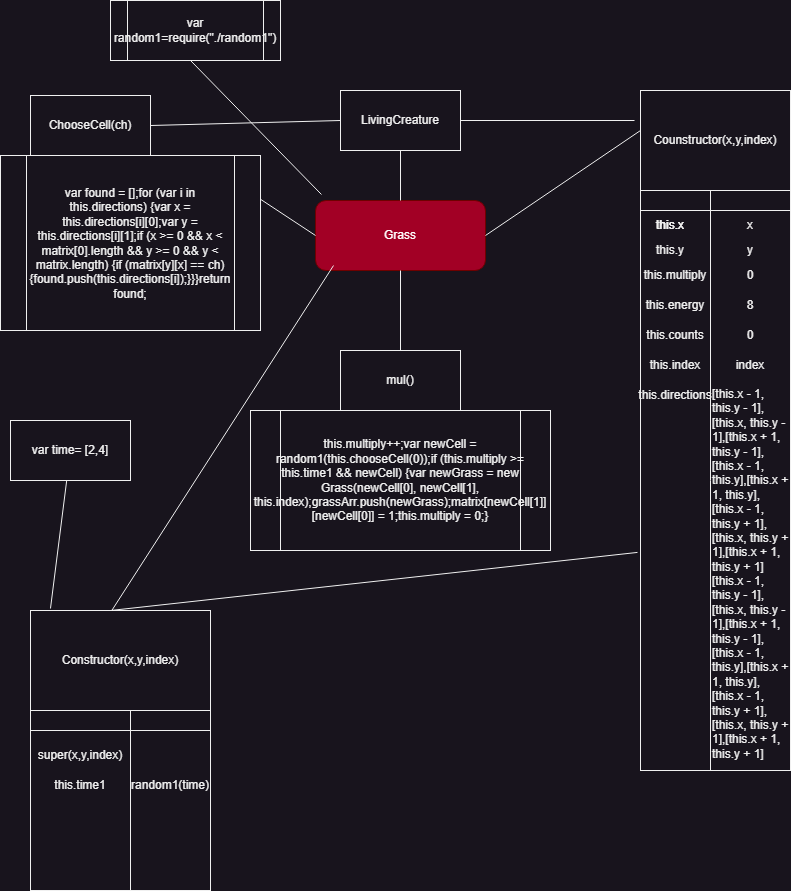 var
random1=require("./random1")
ChooseCell(ch)
LivingCreature
Counstructor(x,y,index)
var found = [];for (var i in
this.directions) {var x =
this.directions[i][0];var y =
this.directions[i][1];if (x >= 0 && x <
matrix[0].length && y >= 0 && y <
matrix.length) {if (matrix[y][x] == ch)
{found.push(this.directions[i]);}}}return
found;
Grass
this.x x
this.y y
this.multiply 0
this.energy 8
this.counts 0
this.index index
this.directions
[this.x - 1,
this.y - 1],
[this.x, this.y -
1],[this.x + 1,
this.y - 1],
[this.x - 1,
this.y],[this.x +
1, this.y],
[this.x - 1,
this.y + 1],
[this.x, this.y +
1],[this.x + 1,
this.y + 1]
[this.x - 1,
this.y - 1],
[this.x, this.y -
1],[this.x + 1,
this.y - 1],
[this.x - 1,
this.y],[this.x +
1, this.y],
[this.x - 1,
this.y + 1],
[this.x, this.y +
1],[this.x + 1,
this.y + 1]
mul()
this.multiply++;var newCell =
random1(this.chooseCell(0));if (this.multiply >=
this.time1 && newCell) {var newGrass = new
Grass(newCell[0], newCell[1],
this.index);grassArr.push(newGrass);matrix[newCell[1]]
[newCell[0]] = 1;this.multiply = 0;}
var time= [2,4]
Constructor(x,y,index)
super(x,y,index)
this.time1 random1(time)